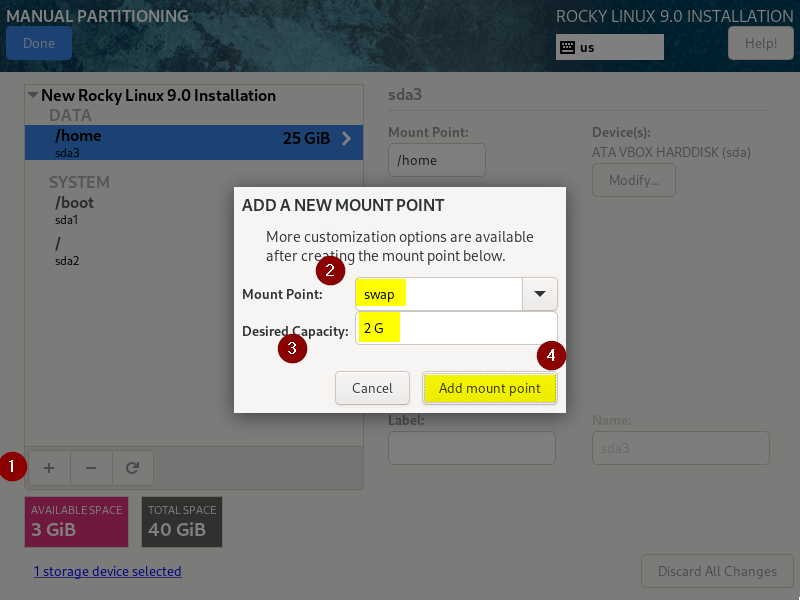 MANUAL PARTITIONING
ROCKY LINUX 9.0 INSTALLATION
Done
us
Help!
New Rocky Linux 9.0 Installation
DATA
/home
25 GiB
sda3
SYSTEM
/boot
sda1
/
sda2
sda3
Mount Point:
/home
Device(s):
ATA VBOX HARDDISK (sda)
Modify...
ADD A NEW MOUNT POINT
More customization options are available
after creating the mount point below.
2
Mount Point:
swap
Desired Capacity:
2 G
3
4
Cancel
Add mount point
Label:
Name:
sda3
1
+
−
AVAILABLE SPACE
3 GiB
TOTAL SPACE
40 GiB
1 storage device selected
Discard All Changes